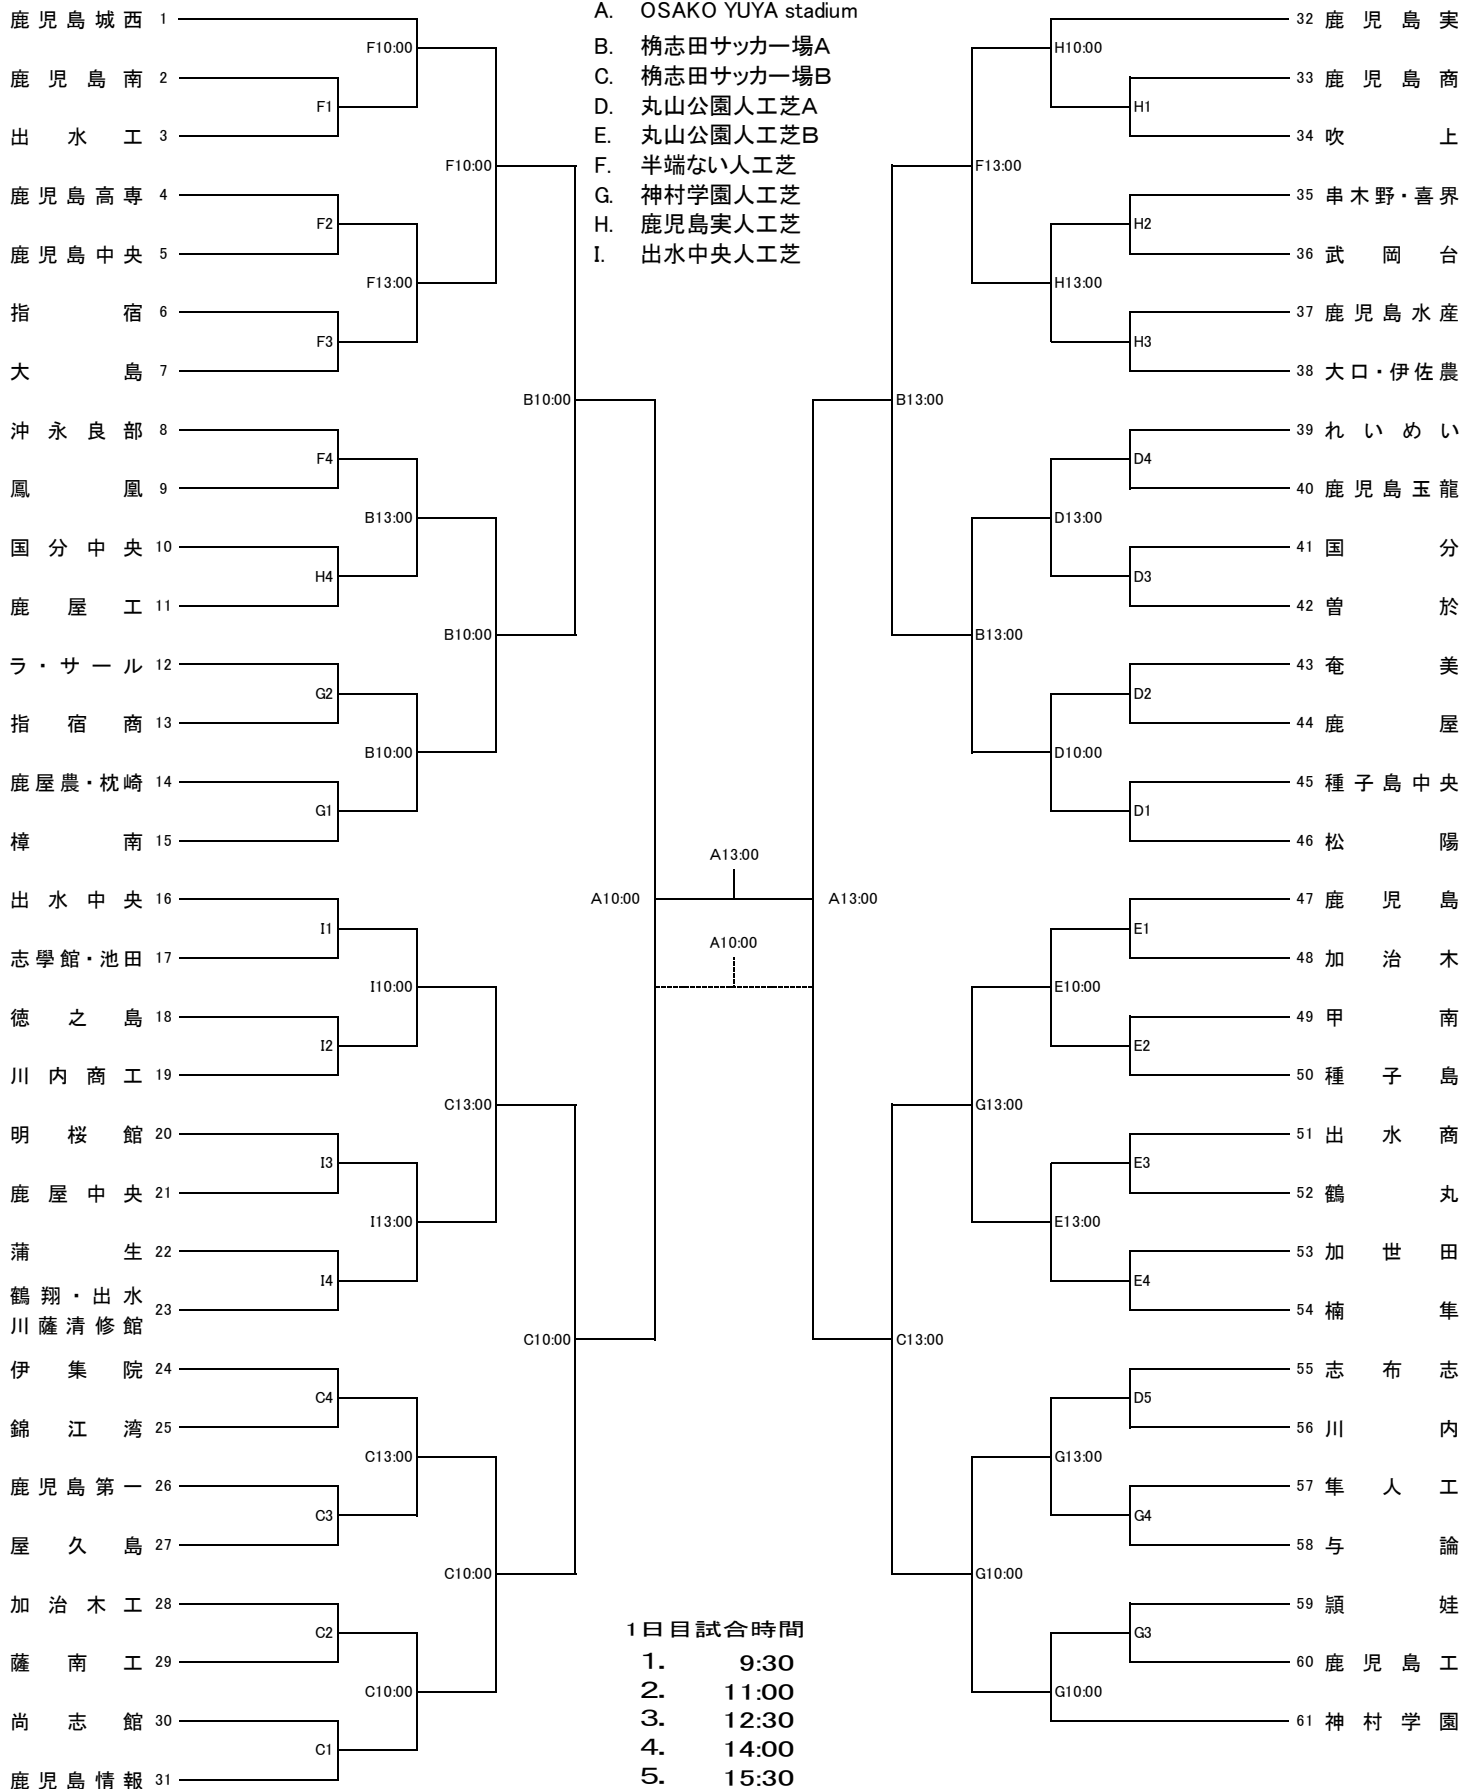 A. OSAKO YUYA stadium
B. 桷志田サッカー場A
C. 桷志田サッカー場B
D. 丸山公園人工芝A
E. 丸山公園人工芝B
F. 半端ない人工芝
G. 神村学園人工芝
H. 鹿児島実人工芝
I. 出水中央人工芝
鹿児島城西 1
F10:00
鹿児島南 2
F1
出水工 3
F10:00
鹿児島高専 4
F2
鹿児島中央 5
F13:00
指宿 6
F3
大島 7
B10:00
沖永良部 8
F4
鳳凰 9
B13:00
国分中央 10
H4
鹿屋工 11
B10:00
ラ・サール 12
G2
指宿商 13
B10:00
鹿屋農・枕崎 14
G1
樟南 15
A10:00
出水中央 16
I1
志學館・池田 17
I10:00
徳之島 18
I2
川内商工 19
C13:00
明桜館 20
I3
鹿屋中央 21
I13:00
蒲生 22
I4
鶴翔・出水
23
川薩清修館
C10:00
伊集院 24
C4
錦江湾 25
C13:00
鹿児島第一 26
C3
屋久島 27
C10:00
加治木工 28
C2
薩南工 29
C10:00
尚志館 30
C1
鹿児島情報 31
A13:00
A10:00
32 鹿児島実
H10:00
33 鹿児島商
H1
34 吹上
F13:00
35 串木野・喜界
H2
36 武岡台
H13:00
37 鹿児島水産
H3
38 大口・伊佐農
B13:00
39 れいめい
D4
40 鹿児島玉龍
D13:00
41 国分
D3
42 曽於
B13:00
43 奄美
D2
44 鹿屋
D10:00
45 種子島中央
D1
46 松陽
A13:00
47 鹿児島
E1
48 加治木
E10:00
49 甲南
E2
50 種子島
G13:00
51 出水商
E3
52 鶴丸
E13:00
53 加世田
E4
54 楠隼
C13:00
55 志布志
D5
56 川内
G13:00
57 隼人工
G4
58 与論
G10:00
59 頴娃
G3
60 鹿児島工
G10:00
61 神村学園
1日目試合時間
1. 9:30
2. 11:00
3. 12:30
4. 14:00
5. 15:30